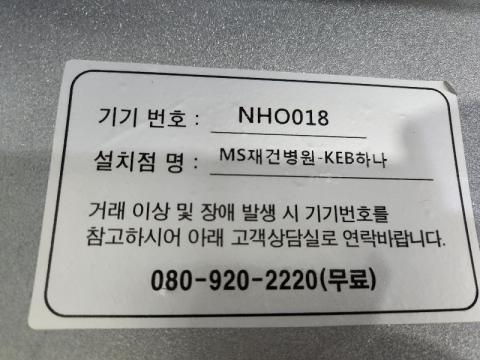 기기 번호 : NHO018
설치점 명 : MS재건병원-KEB하나
거래 이상 및 장애 발생 시 기기번호를
참고하시어 아래 고객상담실로 연락바랍니다.
080-920-2220(무료)